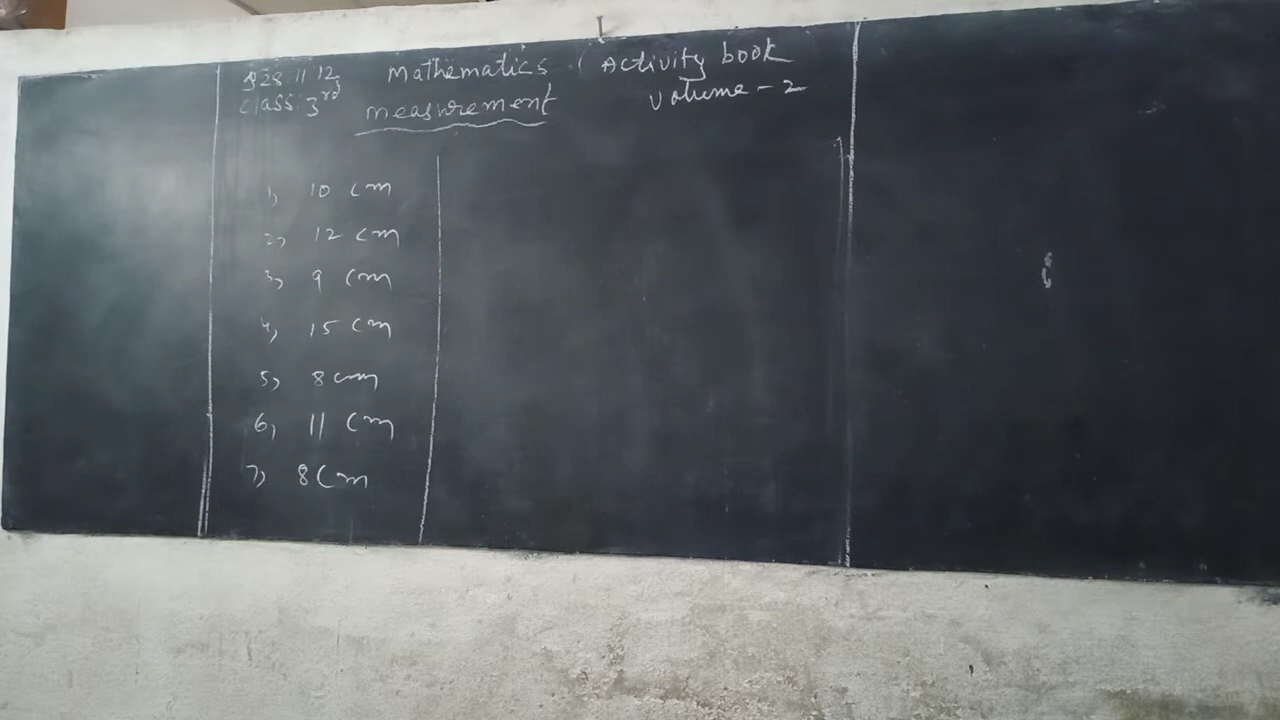 28 11 12 Mathematics ( Activity book
class: 3rd measurement volume - 2
1, 10 cm
2, 12 cm
3, 9 cm
4, 15 cm
5, 8 cm
6, 11 cm
7, 8 cm